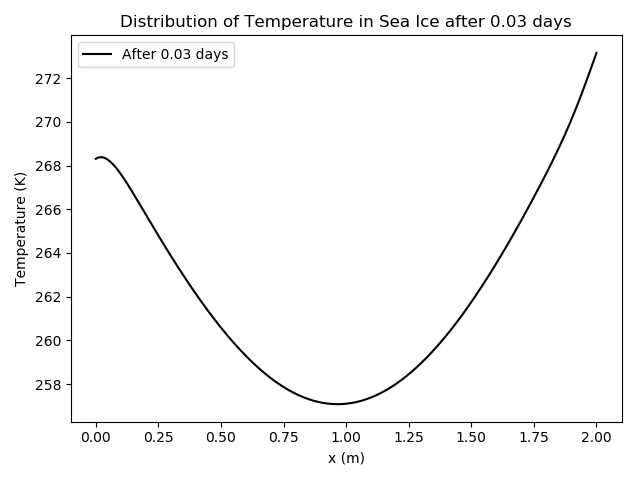 Distribution of Temperature in Sea Ice after 0.03 days
After 0.03 days
Temperature (K)
272
270
268
266
264
262
260
258
0.00 0.25 0.50 0.75 1.00 1.25 1.50 1.75 2.00
x (m)